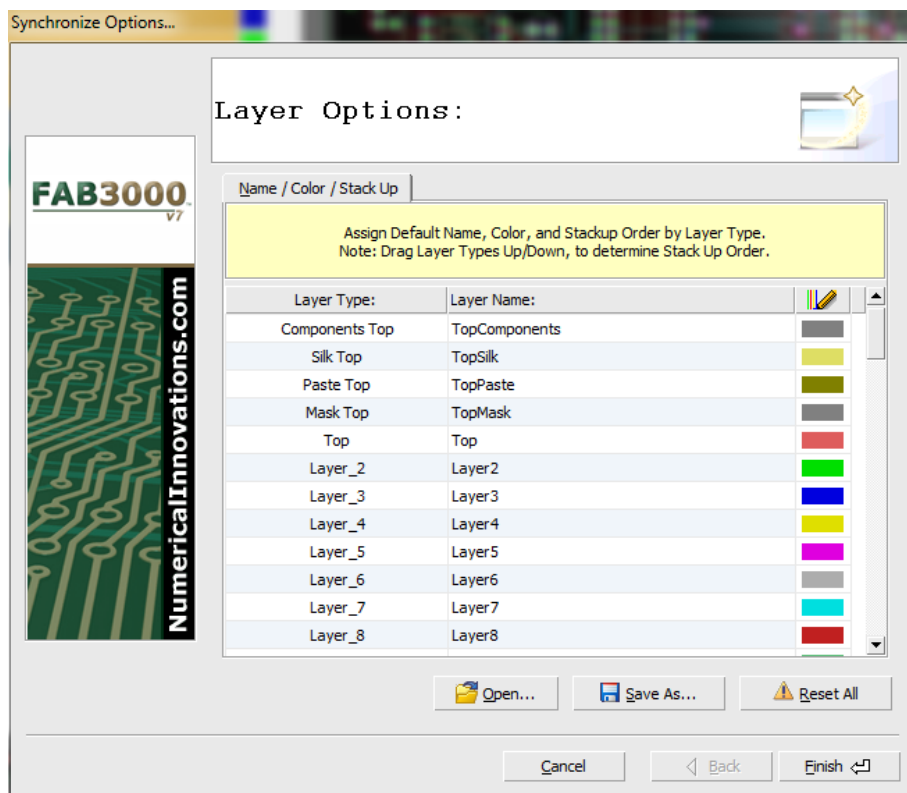 Synchronize Options...
Layer Options:
FAB3000
v7
NumericalInnovations.com
Name / Color / Stack Up
Assign Default Name, Color, and Stackup Order by Layer Type.
Note: Drag Layer Types Up/Down, to determine Stack Up Order.
Layer Type: Layer Name:
Components Top TopComponents
Silk Top TopSilk
Paste Top TopPaste
Mask Top TopMask
Top Top
Layer_2 Layer2
Layer_3 Layer3
Layer_4 Layer4
Layer_5 Layer5
Layer_6 Layer6
Layer_7 Layer7
Layer_8 Layer8
Open... Save As... Reset All
Cancel Back Finish